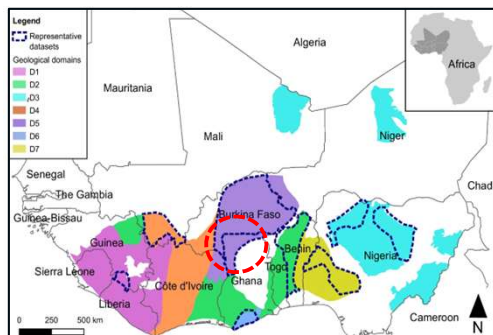 Legend
Representative
datasets
Geological domains
D1
D2
D3
D4
D5
D6
D7
Algeria
Africa
Mauritania
Mali
Niger
Chad
Senegal
The Gambia
Guinea-Bissau
Burkina Faso
Guinea
Benin
Nigeria
Sierra Leone
Togo
Ghana
Côte d'Ivoire
Liberia
Cameroon
0 250 500 km
N